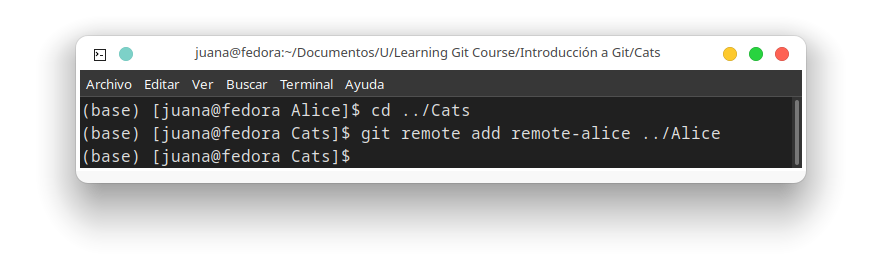 juana@fedora:~/Documentos/U/Learning Git Course/Introducción a Git/Cats
Archivo Editar Ver Buscar Terminal Ayuda
(base) [juana@fedora Alice]$ cd ../Cats
(base) [juana@fedora Cats]$ git remote add remote-alice ../Alice
(base) [juana@fedora Cats]$